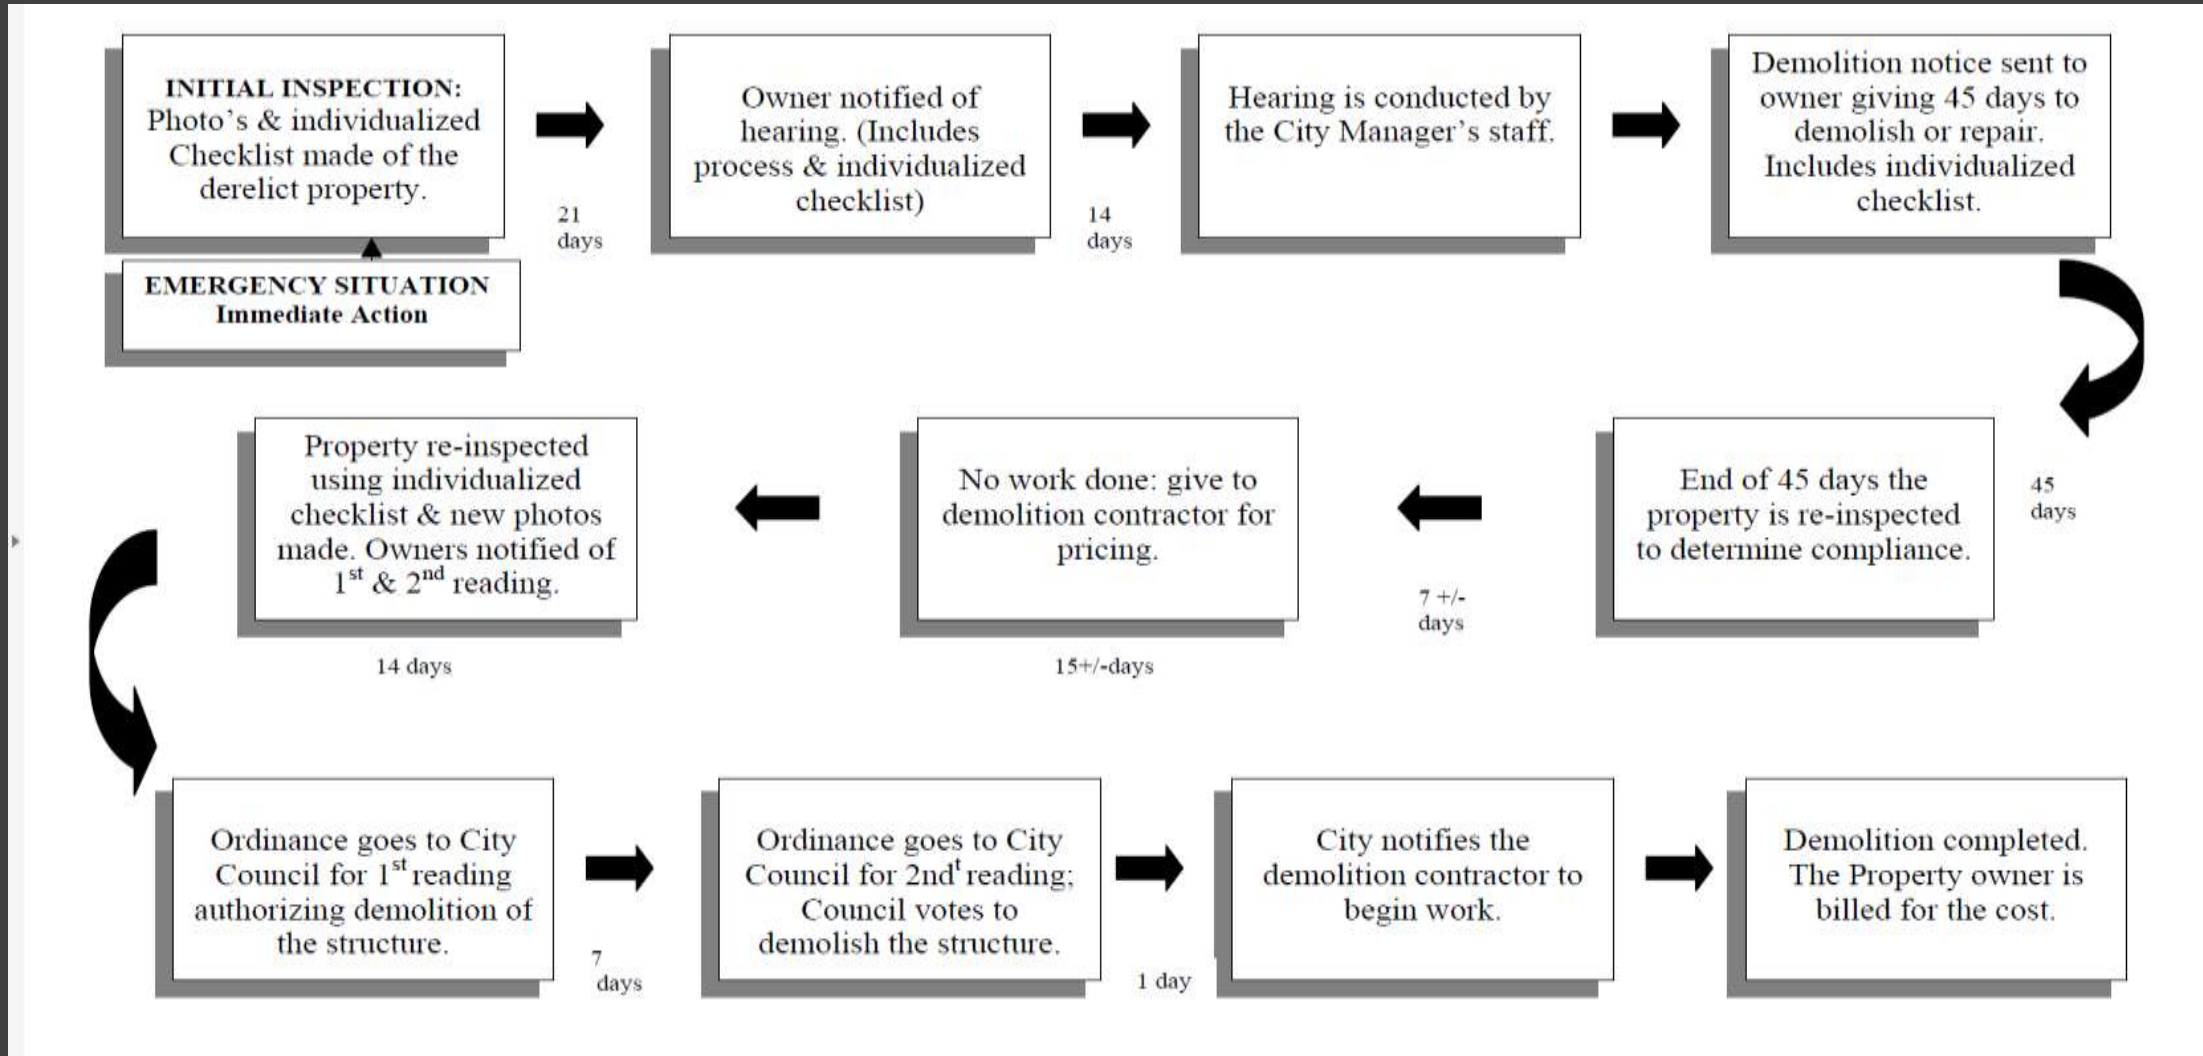 INITIAL INSPECTION:
Photo's & individualized
Checklist made of the
derelict property.
21
days
Owner notified of
hearing. (Includes
process & individualized
checklist)
14
days
Hearing is conducted by
the City Manager's staff.
Demolition notice sent to
owner giving 45 days to
demolish or repair.
Includes individualized
checklist.
EMERGENCY SITUATION
Immediate Action
45
days
End of 45 days the
property is re-inspected
to determine compliance.
7 +/-
days
No work done: give to
demolition contractor for
pricing.
15+/-days
Property re-inspected
using individualized
checklist & new photos
made. Owners notified of
1st & 2nd reading.
14 days
Ordinance goes to City
Council for 1st reading
authorizing demolition of
the structure.
7
days
Ordinance goes to City
Council for 2ndt reading;
Council votes to
demolish the structure.
1 day
City notifies the
demolition contractor to
begin work.
Demolition completed.
The Property owner is
billed for the cost.